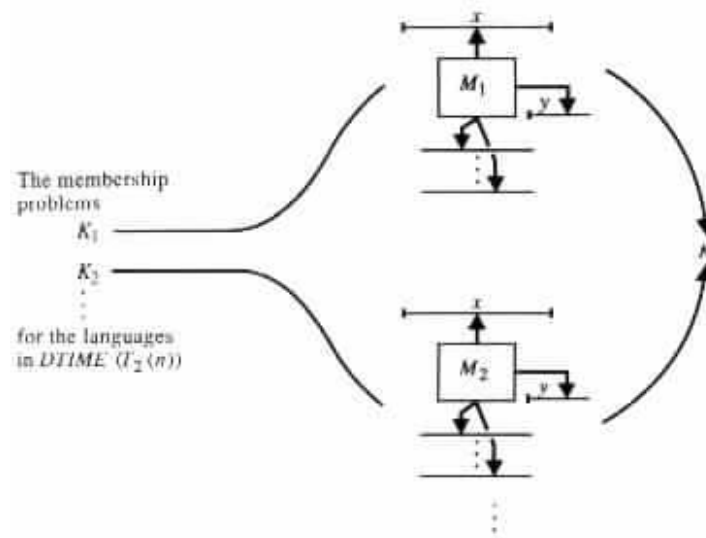 x
M1
y
The membership
problems
K1
K2
for the languages
in DTIME (T2(n))
x
M2
y